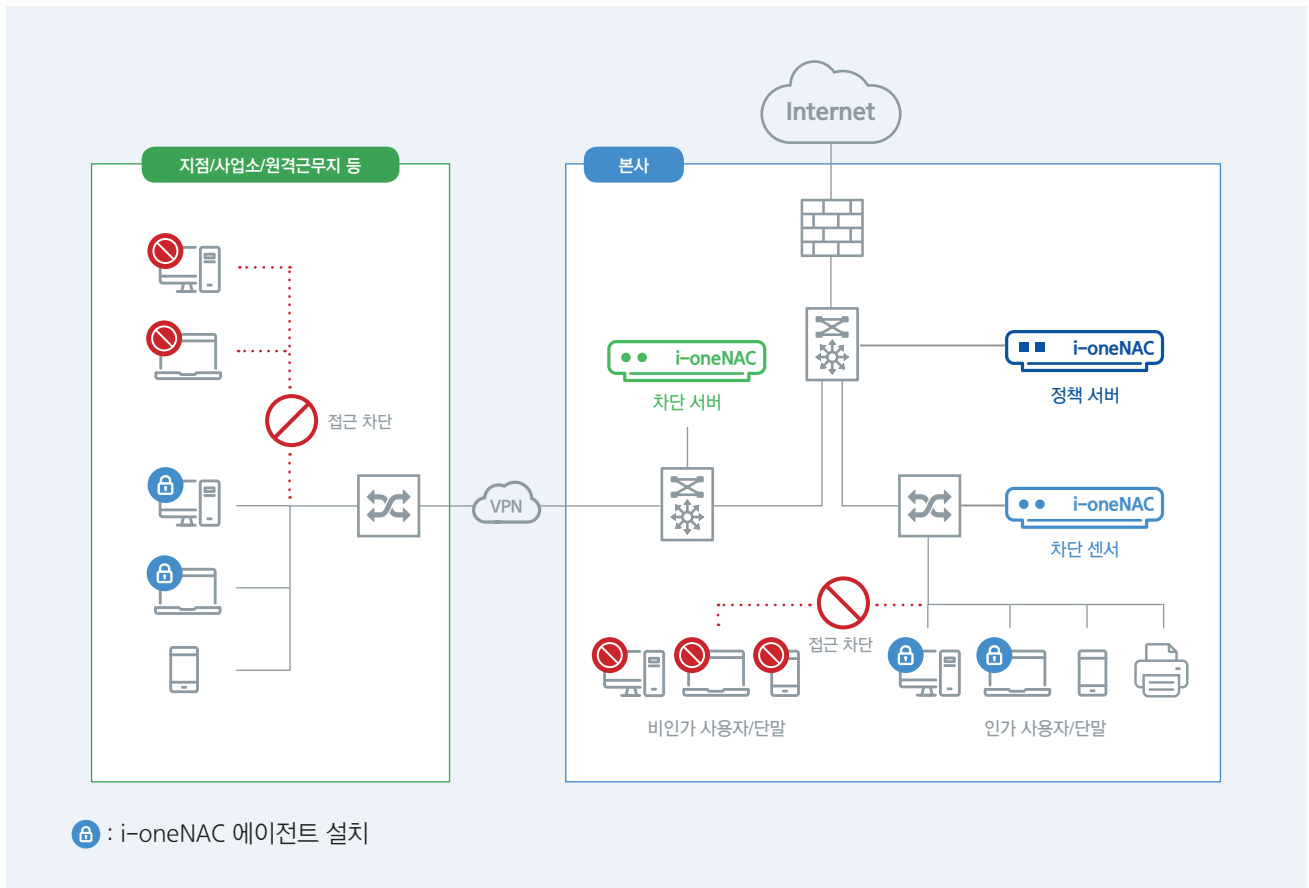 Internet
지점/사업소/원격근무지 등
본사
i-oneNAC
정책 서버
i-oneNAC
차단 서버
접근 차단
VPN
i-oneNAC
차단 센서
접근 차단
비인가 사용자/단말
인가 사용자/단말
: i-oneNAC 에이전트 설치